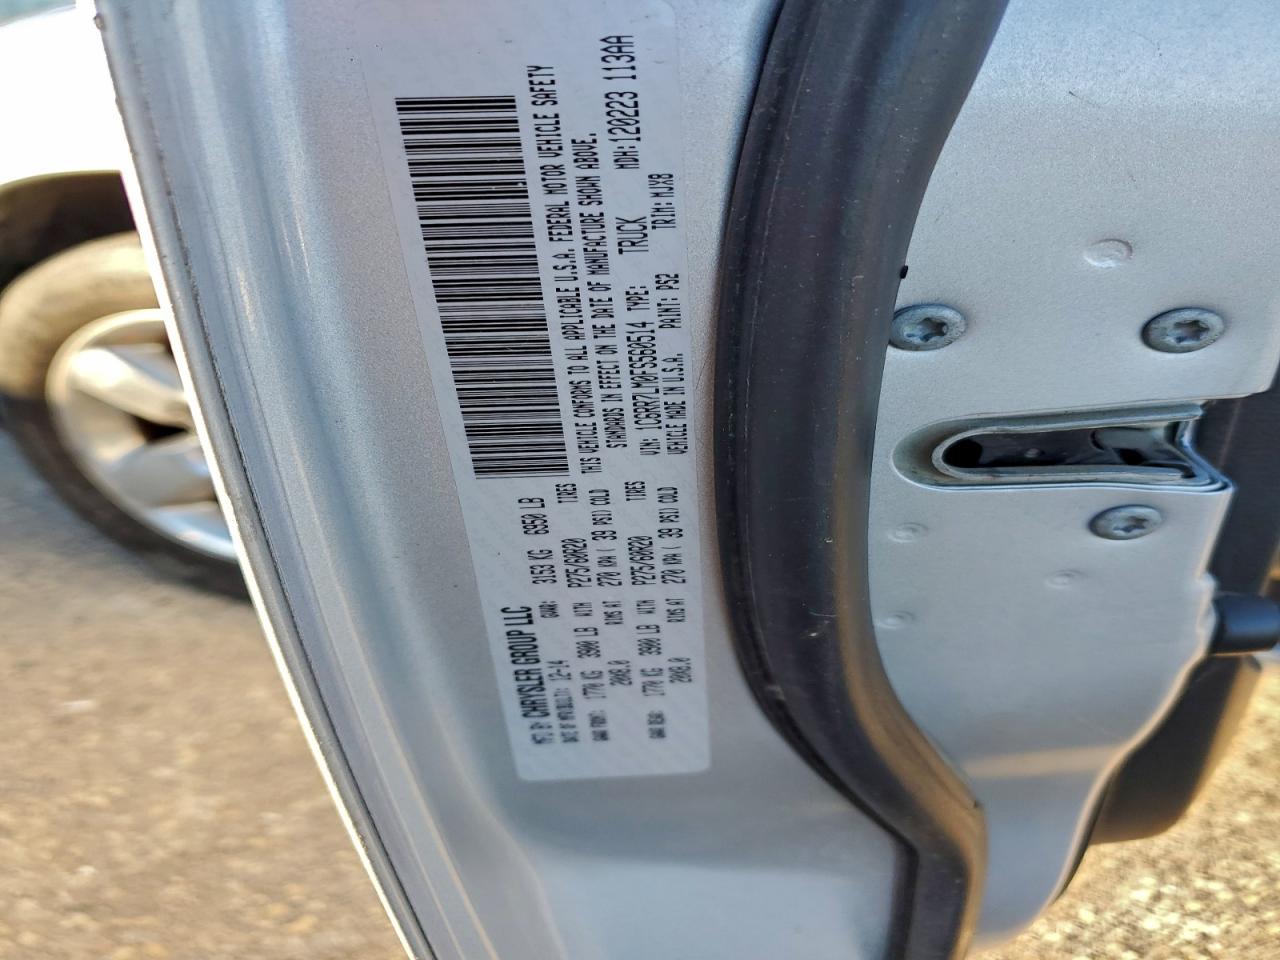 MFD BY CHRYSLER GROUP LLC
DATE OF MFR(BUILT): 12-14 GVWR: 3153 KG 6950 LB
GAWR FRONT: 1770 KG 3900 LB WITH P275/60R20 TIRES
20X8.0 RIMS AT 270 KPA ( 39 PSI) COLD
GAWR REAR: 1770 KG 3900 LB WITH P275/60R20 TIRES
20X8.0 RIMS AT 270 KPA ( 39 PSI) COLD
THIS VEHICLE CONFORMS TO ALL APPLICABLE U.S.A. FEDERAL MOTOR VEHICLE SAFETY
STANDARDS IN EFFECT ON THE DATE OF MANUFACTURE SHOWN ABOVE.
VIN: 1C6RR7LM0FS560514 TYPE: TRUCK MDH:120223 113AA
VEHICLE MADE IN U.S.A. PAINT: PS2 TRIM: MJX8